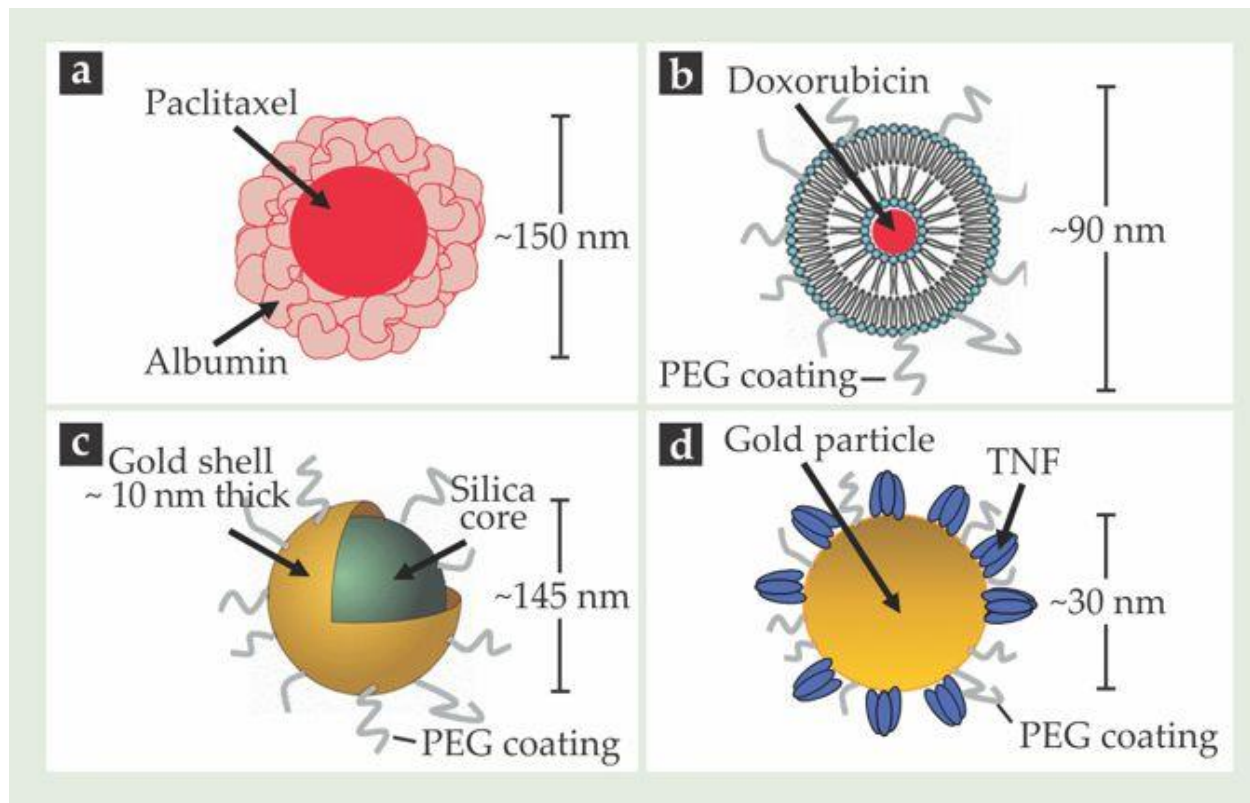 a
Paclitaxel
~150 nm
Albumin
b
Doxorubicin
~90 nm
PEG coating
c
Gold shell
~ 10 nm thick
Silica
core
~145 nm
PEG coating
d
Gold particle
TNF
~30 nm
PEG coating